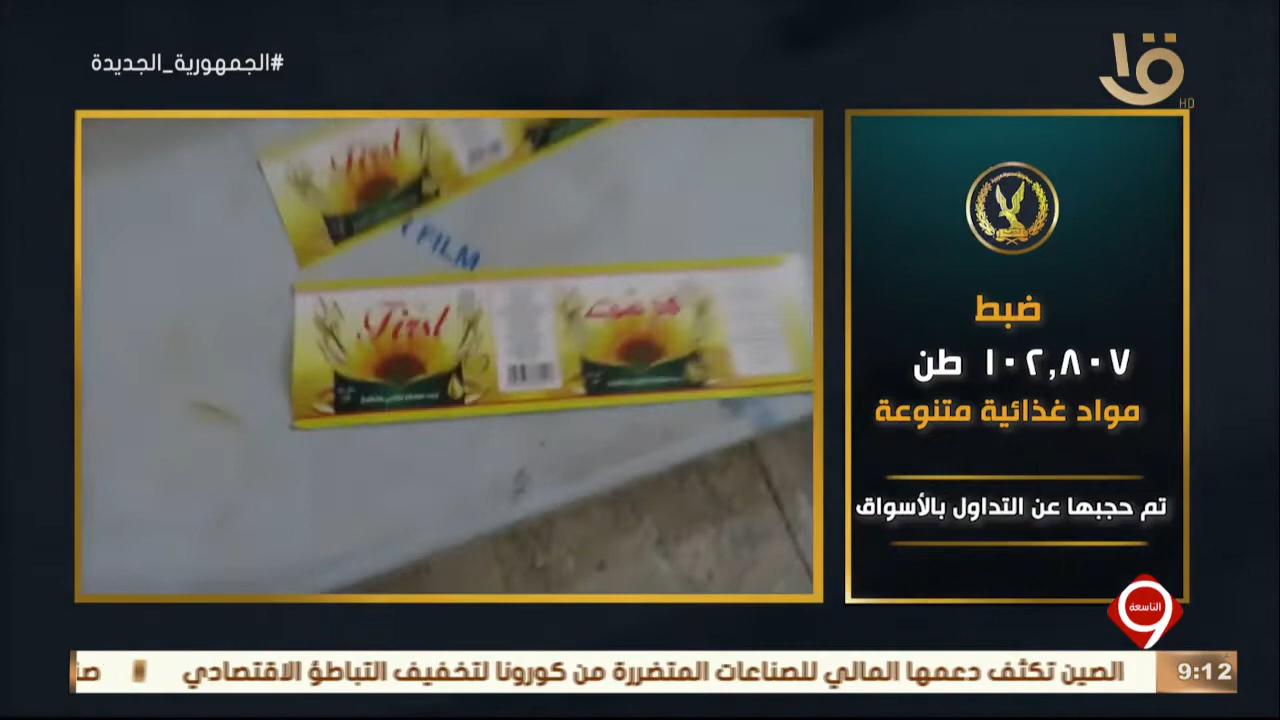 #الجمهورية_الجديدة
HD
First
FILM
First
ضبط
١٠٢,٨٠٧ طن
مواد غذائية متنوعة
تم حجبها عن التداول بالأسواق
التاسعة
9
9:12
الصين تكثف دعمها المالي للصناعات المتضررة من كورونا لتخفيف التباطؤ الاقتصادي